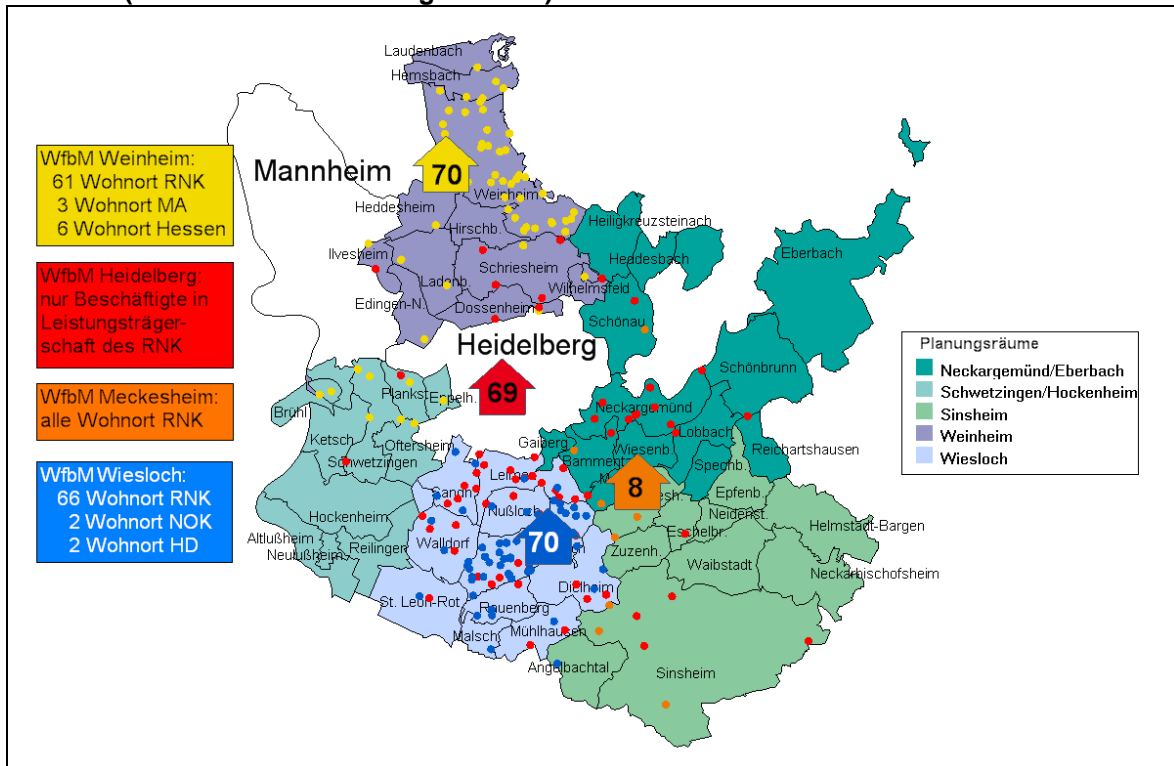 WfbM Weinheim:
61 Wohnort RNK
3 Wohnort MA
6 Wohnort Hessen
WfbM Heidelberg:
nur Beschäftigte in
Leistungsträger-
schaft des RNK
WfbM Meckesheim:
alle Wohnort RNK
WfbM Wiesloch:
66 Wohnort RNK
2 Wohnort NOK
2 Wohnort HD
Laudenbach
Hemsbach
Mannheim
70
Weinheim
Heddesheim
Hirschb.
Heiligkreuzsteinach
Ilvesheim
Heddesbach
Eberbach
Schriesheim
Ladenb.
Wilhelmsfeld
Edingen-N.
Dossenheim
Schönau
Heidelberg
Schönbrunn
69
Plankst.
Eppelh.
Brühl
Neckargemünd
Ketsch
Oftersheim
Lobbach
Reichartshausen
Gaiberg
Wiesenb.
Bamment.
Schwetzingen
Leimen
Spechb.
8
Sandh.
Epfenb.
Nußloch
Neidenst.
Hockenheim
Helmstadt-Bargen
Eschelbr.
Walldorf
70
Altlußheim
Reilingen
Neulußheim
Zuzenh.
Waibstadt
Neckarbischofsheim
Dielheim
St. Leon-Rot
Rauenberg
Malsch
Mühlhausen
Angelbachtal
Sinsheim
Planungsräume
Neckargemünd/Eberbach
Schwetzingen/Hockenheim
Sinsheim
Weinheim
Wiesloch